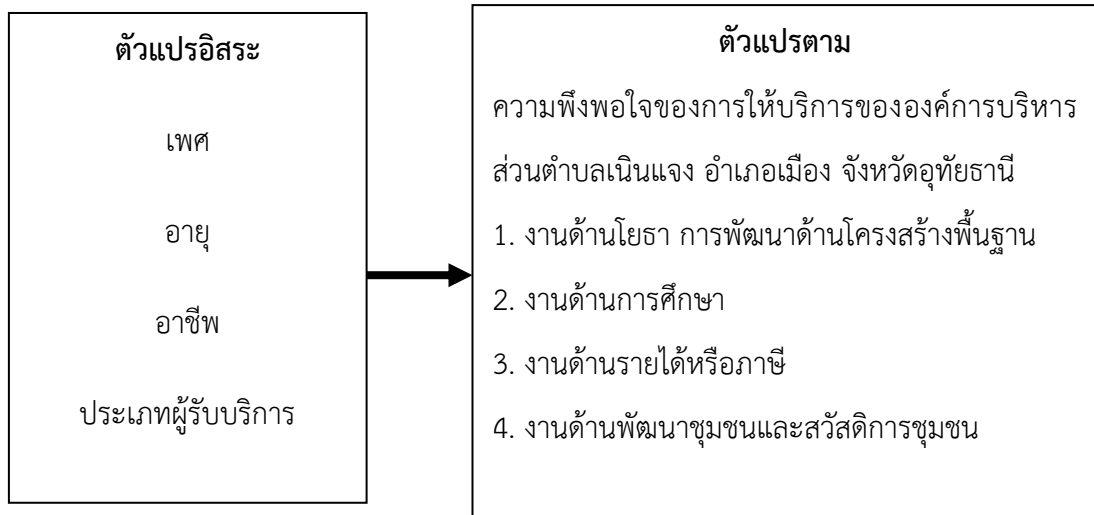 ตัวแปรอิสระ
เพศ
อายุ
อาชีพ
ประเภทผู้รับบริการ
ตัวแปรตาม
ความพึงพอใจของการให้บริการขององค์การบริหาร
ส่วนตำบลเนินแจง อำเภอเมือง จังหวัดอุทัยธานี
1. งานด้านโยธา การพัฒนาด้านโครงสร้างพื้นฐาน
2. งานด้านการศึกษา
3. งานด้านรายได้หรือภาษี
4. งานด้านพัฒนาชุมชนและสวัสดิการชุมชน